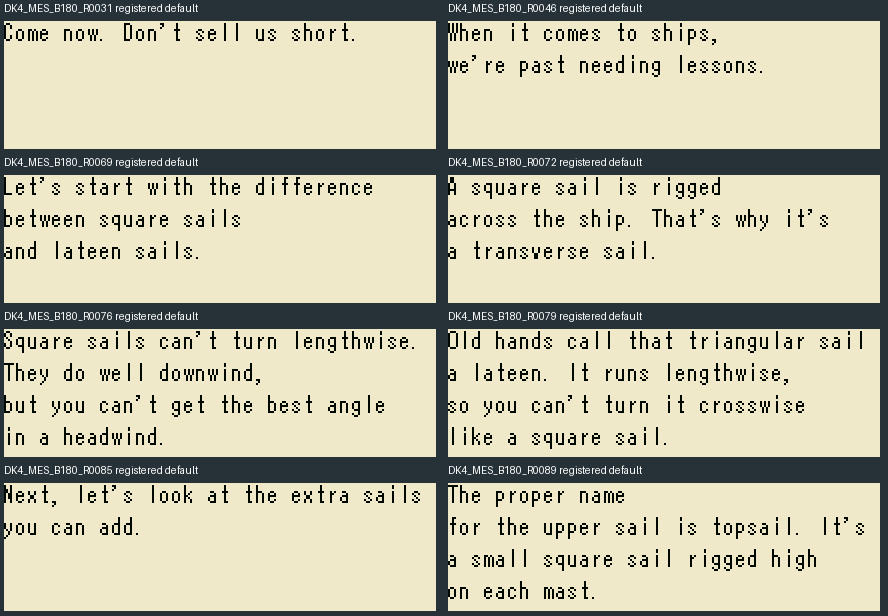 DK4_MES_B180_R0031 registered default
Come now. Don't sell us short.
DK4_MES_B180_R0046 registered default
When it comes to ships,
we're past needing lessons.
DK4_MES_B180_R0069 registered default
Let's start with the difference
between square sails
and lateen sails.
DK4_MES_B180_R0072 registered default
A square sail is rigged
across the ship. That's why it's
a transverse sail.
DK4_MES_B180_R0076 registered default
Square sails can't turn lengthwise.
They do well downwind,
but you can't get the best angle
in a headwind.
DK4_MES_B180_R0079 registered default
Old hands call that triangular sail
a lateen. It runs lengthwise,
so you can't turn it crosswise
like a square sail.
DK4_MES_B180_R0085 registered default
Next, let's look at the extra sails
you can add.
DK4_MES_B180_R0089 registered default
The proper name
for the upper sail is topsail. It's
a small square sail rigged high
on each mast.